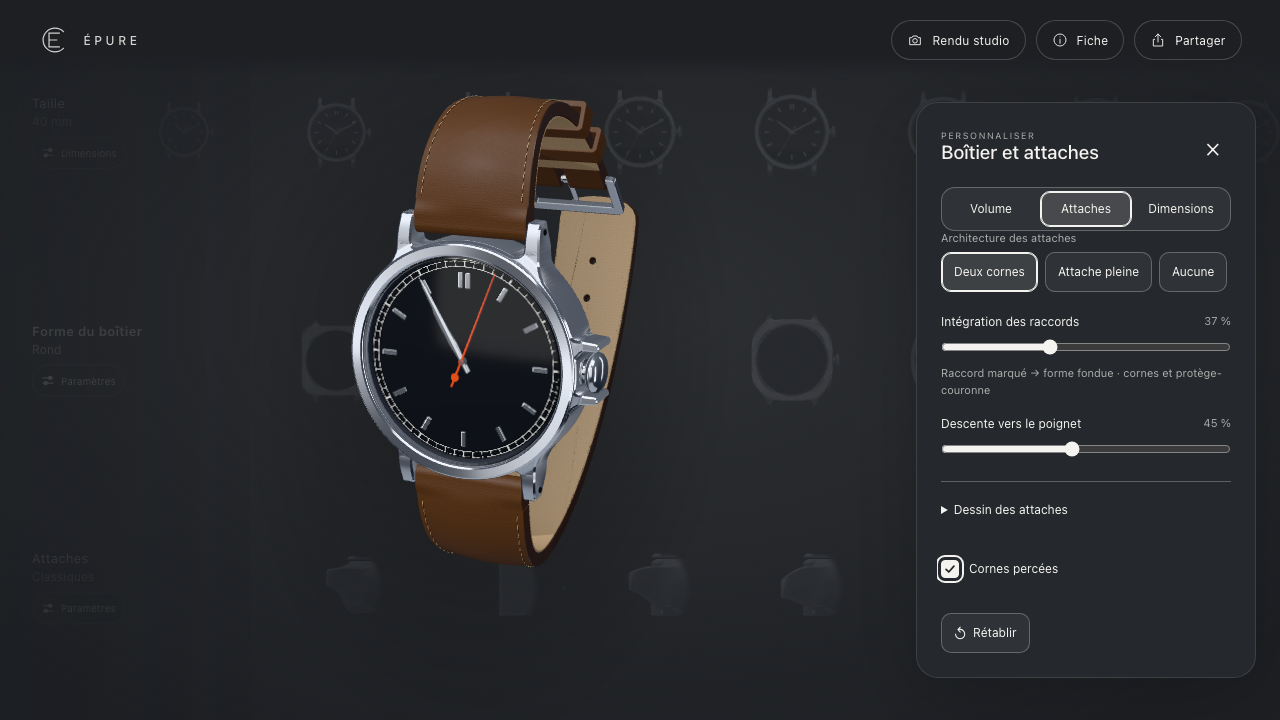 ÉPURE
Rendu studio
Fiche
Partager
Taille
40 mm
Dimensions
Forme du boîtier
Rond
Paramètres
Attaches
Classiques
Paramètres
PERSONNALISER
Boîtier et attaches
Volume
Attaches
Dimensions
Architecture des attaches
Deux cornes
Attache pleine
Aucune
Intégration des raccords
37 %
Raccord marqué → forme fondue · cornes et protège-
couronne
Descente vers le poignet
45 %
Dessin des attaches
Cornes percées
Rétablir